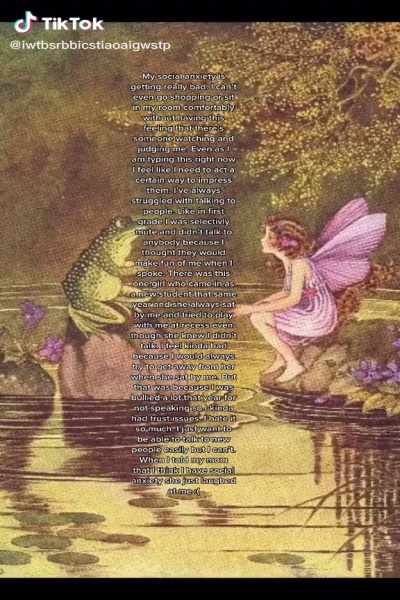 TikTok
@iwtbsrbbicstiaoaigwstp
My social anxiety is
getting really bad. I can't
even go shopping or sit
in my room comfortably
without having this
feeling that there's
someone watching and
judging me. Even as I
am typing this right now
I feel like I need to act a
certain way to impress
them. I've always
struggled with talking to
people. Like in first
grade I was selectivly
mute and didn't talk to
anybody because I
thought they would
make fun of me when I
spoke. There was this
one girl who came in as
a new student that same
year and she always sat
by me and tried to play
with me at recess even
though she knew I didn't
talk. I feel kinda bad
because I would always
try to get away from her
when she sat by me. But
that was because I was
bullied a lot that year for
not speaking so I kinda
had trust issues. I hate it
so much. I just want to
be able to talk to new
people easily but I can't.
When I told my mom
that I think I have social
anxiety she just laughed
at me :(